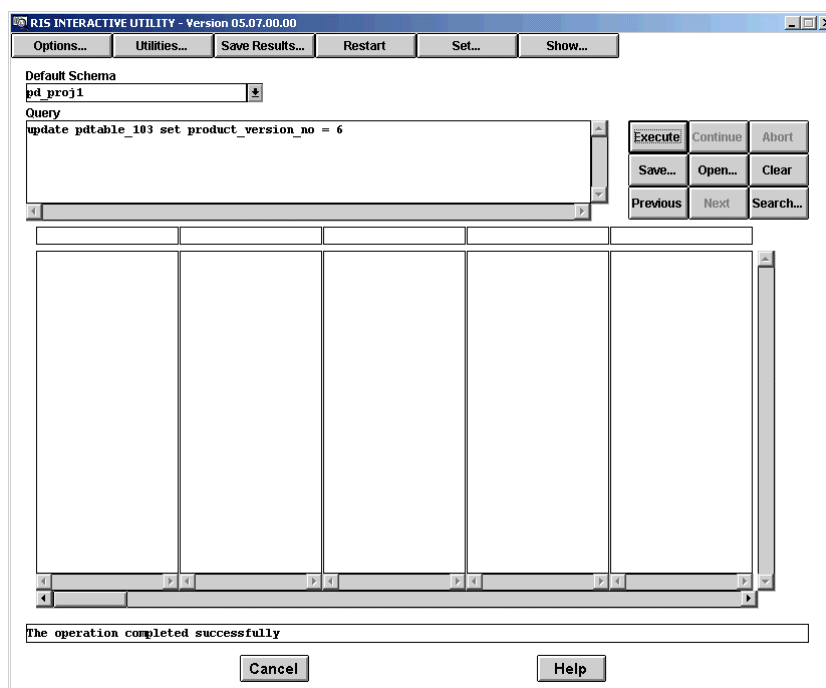 RIS INTERACTIVE UTILITY - Version 05.07.00.00
Options... Utilities... Save Results... Restart Set... Show...
Default Schema
pd_proj1
Query
update pdtable_103 set product_version_no = 6
Execute Continue Abort
Save... Open... Clear
Previous Next Search...
The operation completed successfully
Cancel Help